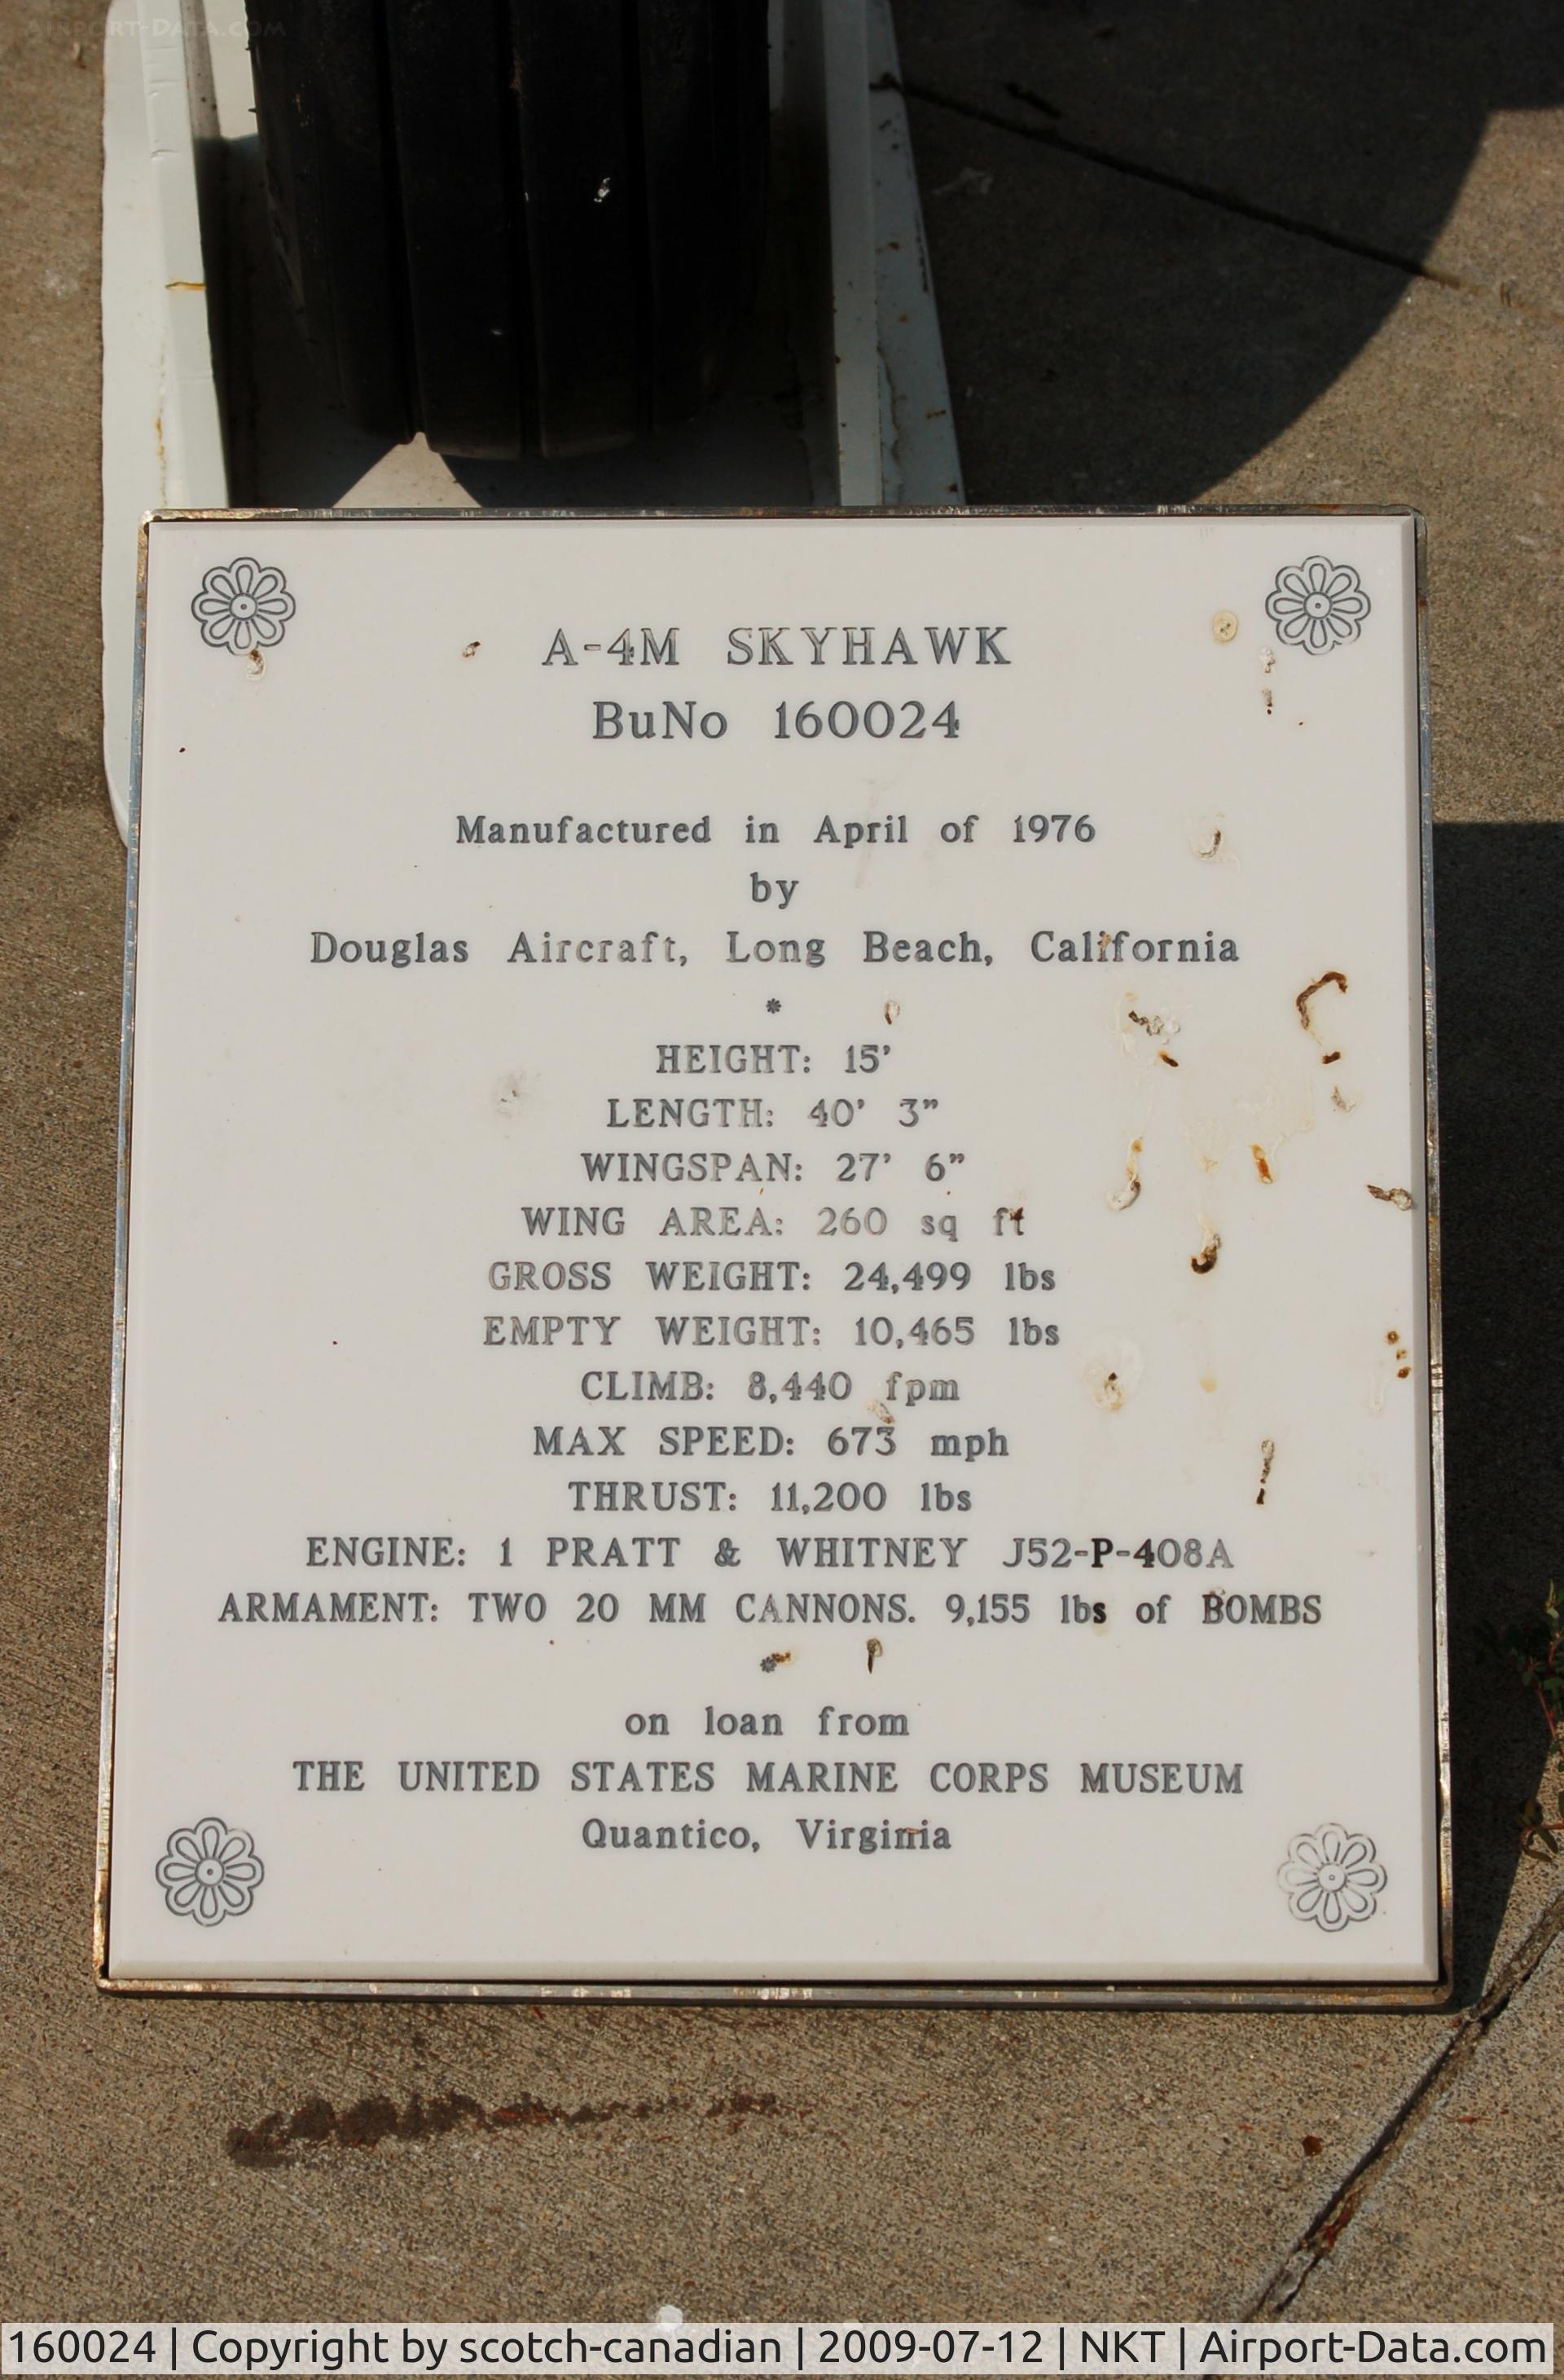 AIRPORT-DATA.COM
A-4M SKYHAWK
BuNo 160024
Manufactured in April of 1976
by
Douglas Aircraft, Long Beach, California
*
HEIGHT: 15'
LENGTH: 40' 3"
WINGSPAN: 27' 6"
WING AREA: 260 sq ft
GROSS WEIGHT: 24,499 lbs
EMPTY WEIGHT: 10,465 lbs
CLIMB: 8,440 fpm
MAX SPEED: 673 mph
THRUST: 11,200 lbs
ENGINE: 1 PRATT & WHITNEY J52-P-408A
ARMAMENT: TWO 20 MM CANNONS. 9,155 lbs of BOMBS
*
on loan from
THE UNITED STATES MARINE CORPS MUSEUM
Quantico, Virginia
160024 | Copyright by scotch-canadian | 2009-07-12 | NKT | Airport-Data.com